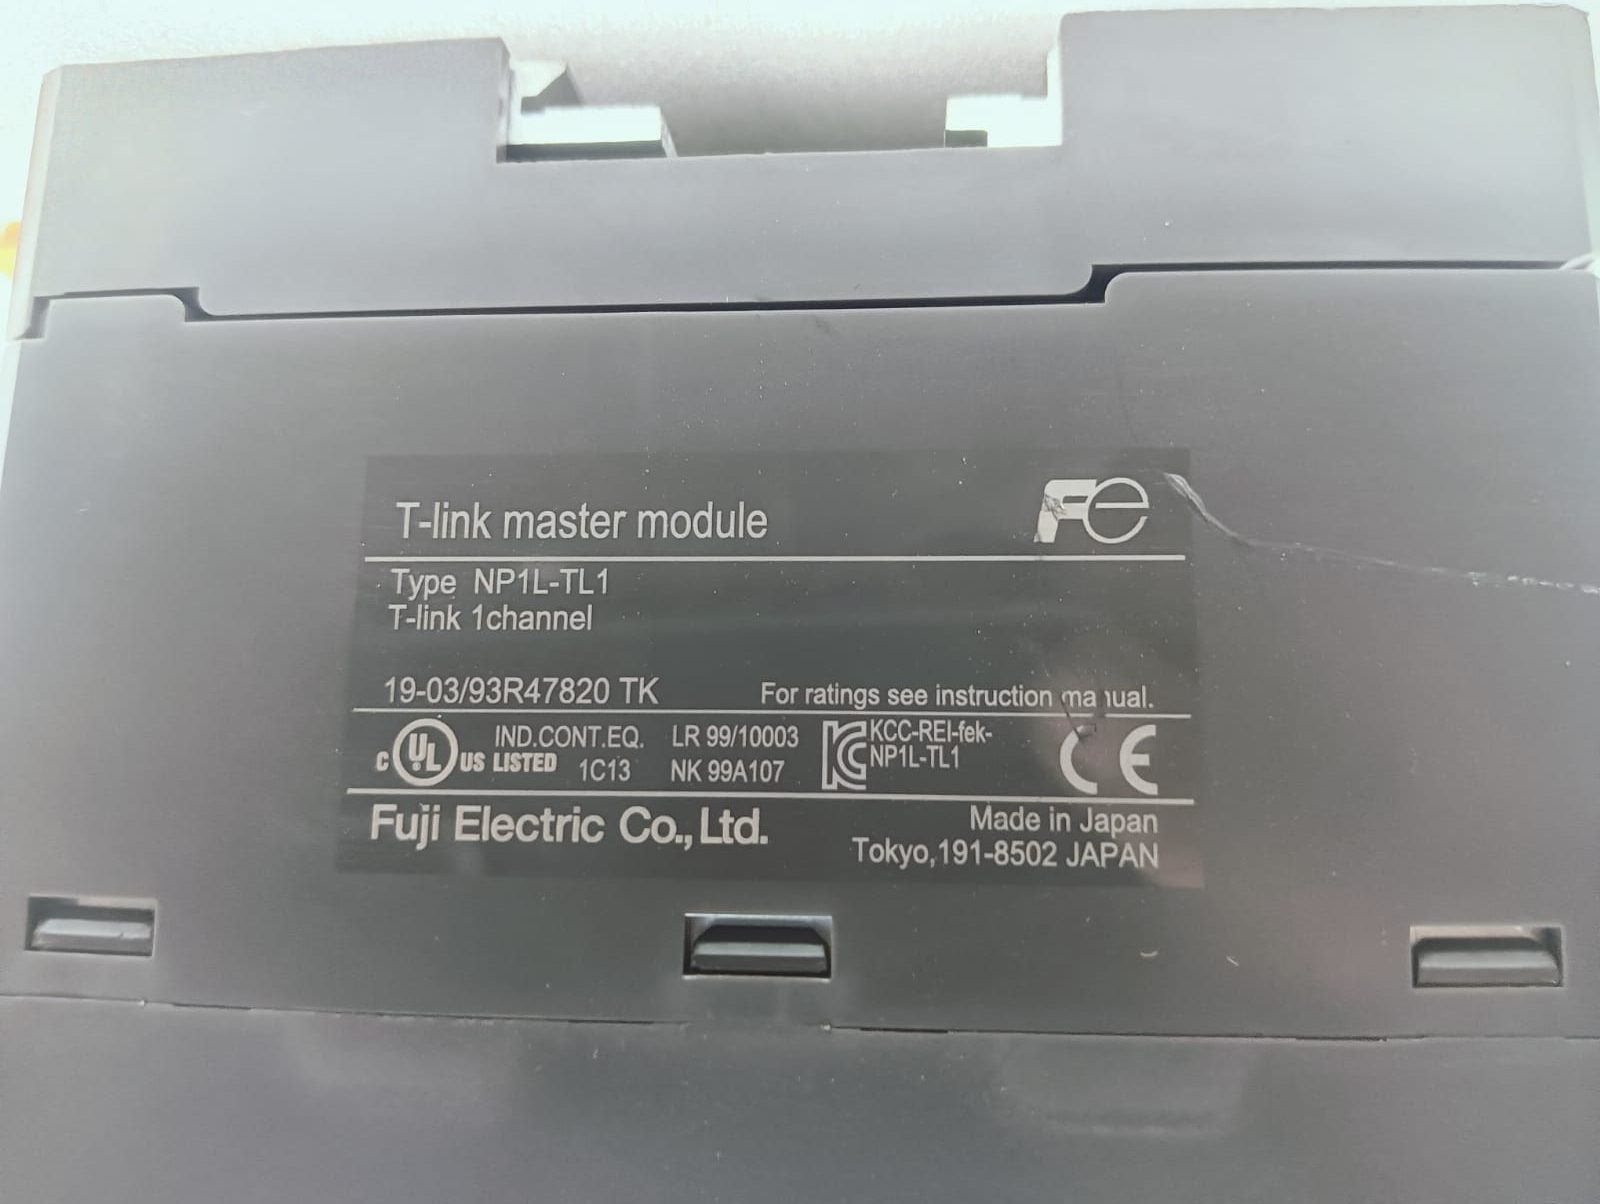 T-link master module
Fe
Type NP1L-TL1
T-link 1channel
19-03/93R47820 TK
For ratings see instruction manual.
c UL US LISTED
IND.CONT.EQ.
1C13
LR 99/10003
NK 99A107
KCC-REI-fek-
NP1L-TL1
CE
Fuji Electric Co.,Ltd.
Made in Japan
Tokyo,191-8502 JAPAN